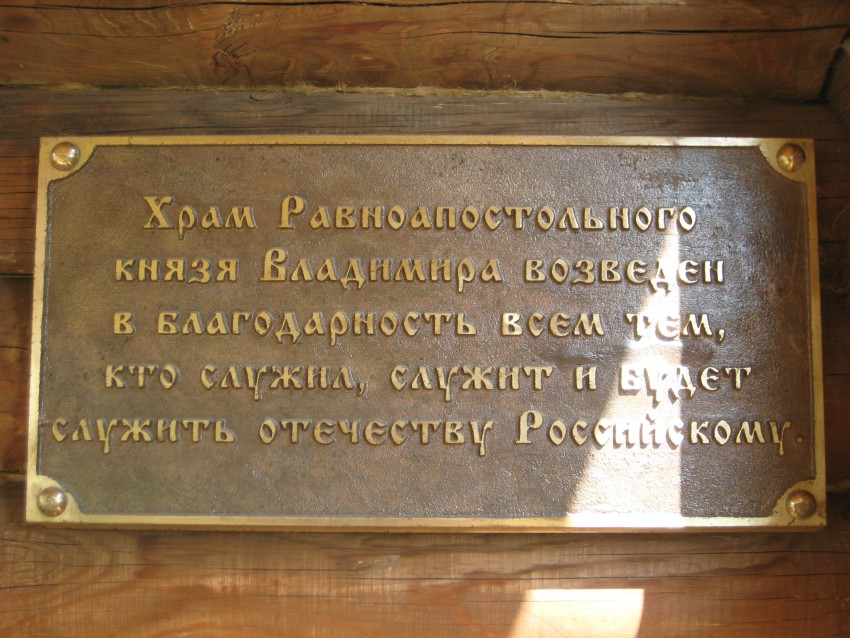 Храм Равноапостольного
князя Владимира возведен
в благодарность всем тем,
кто служил, служит и будет
служить отечеству Российскому.